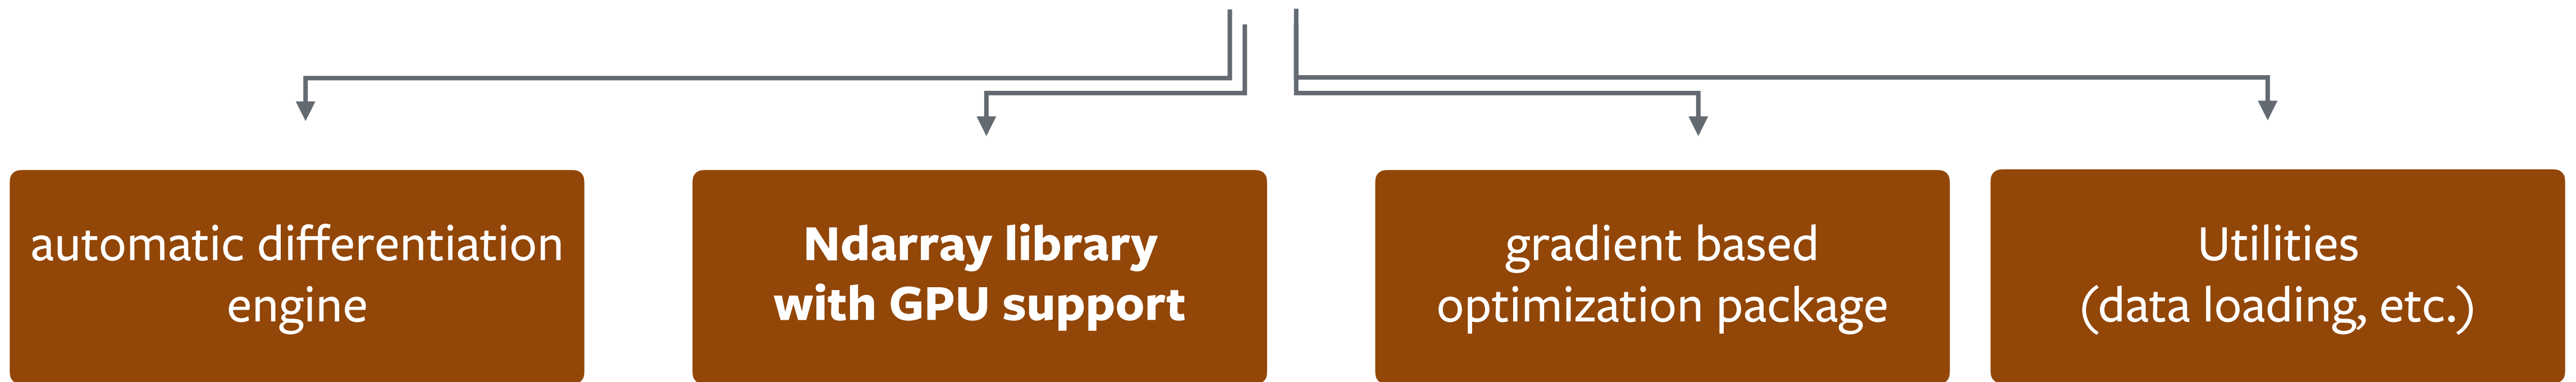 automatic differentiation
engine
Ndarray library
with GPU support
gradient based
optimization package
Utilities
(data loading, etc.)